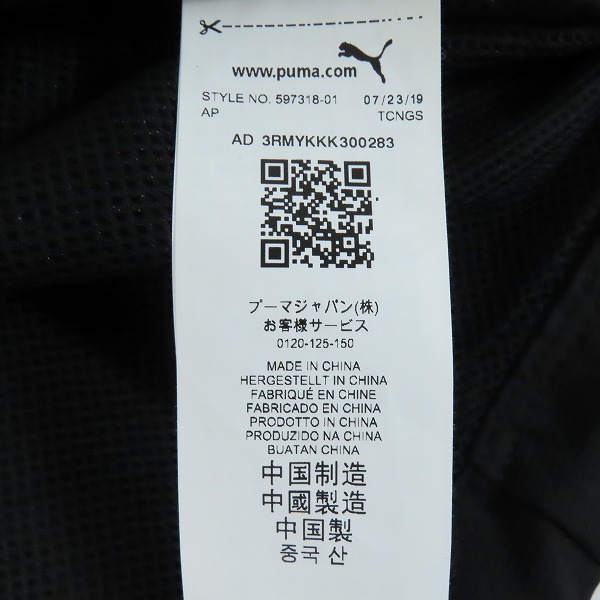 www.puma.com
STYLE NO. 597318-01 07/23/19
AP TCNGS
AD 3RMYKKK300283
プーマジャパン(株)
お客様サービス
0120-125-150
MADE IN CHINA
HERGESTELLT IN CHINA
FABRIQUÉ EN CHINE
FABRICADO EN CHINA
PRODOTTO IN CHINA
PRODUZIDO NA CHINA
BUATAN CHINA
中国制造
中國製造
中国製
중국 산